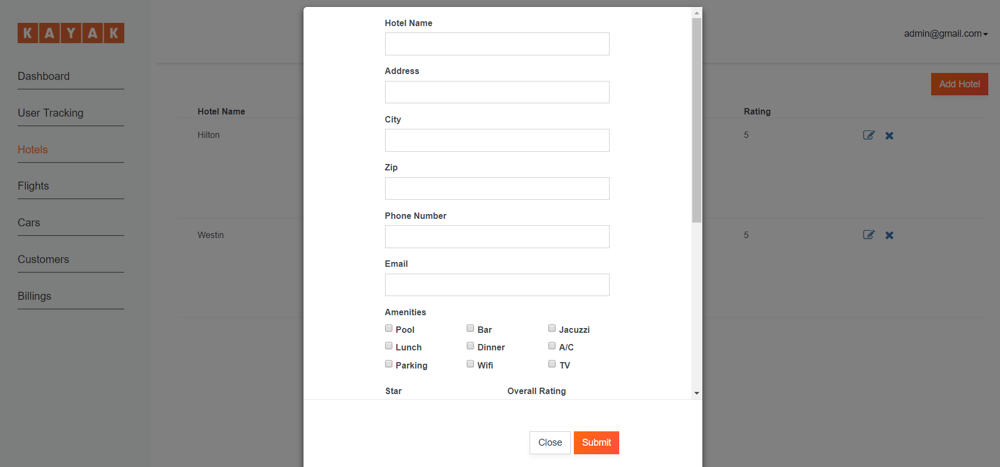 KAYAK
admin@gmail.com
Dashboard
User Tracking
Hotels
Flights
Cars
Customers
Billings
Add Hotel
Hotel Name
Rating
Hilton
5
Westin
5
Hotel Name
Address
City
Zip
Phone Number
Email
Amenities
Pool Bar Jacuzzi
Lunch Dinner A/C
Parking Wifi TV
Star Overall Rating
Close Submit